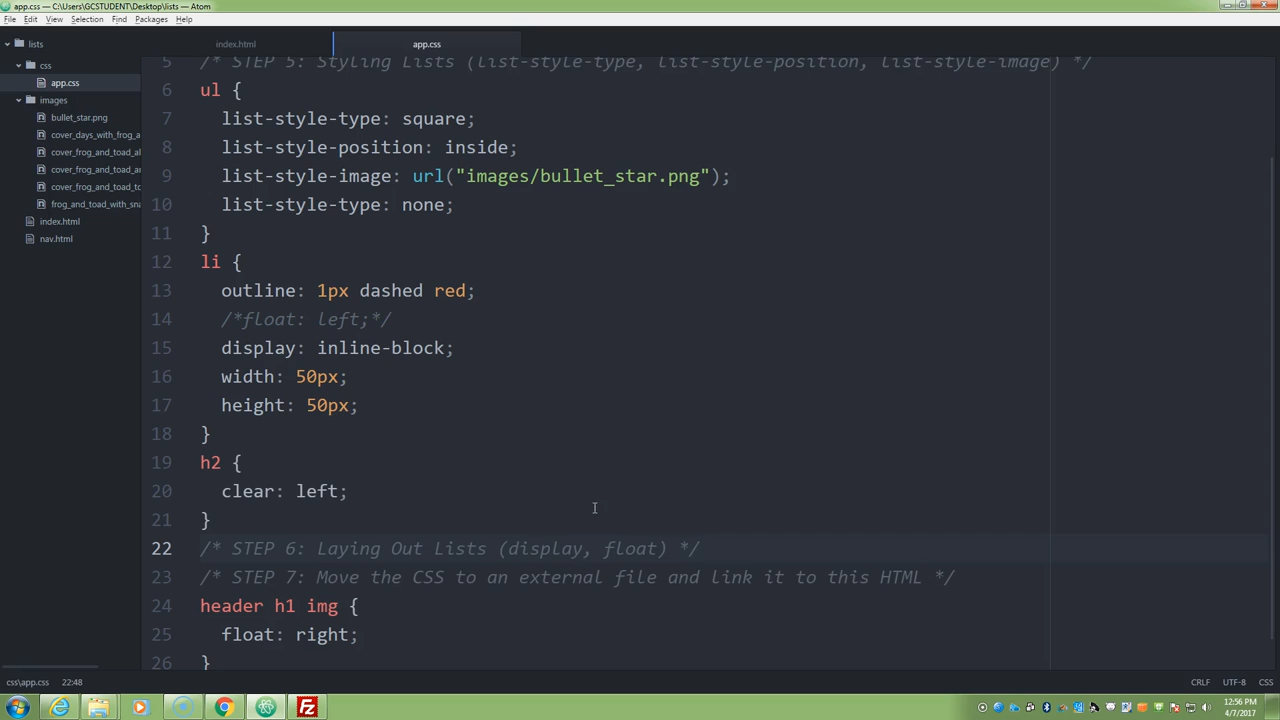 app.css — C:\Users\GCSTUDENT\Desktop\lists — Atom
File Edit View Selection Find Packages Help
lists
css
app.css
images
bullet_star.png
cover_days_with_frog_a
cover_frog_and_toad_al
cover_frog_and_toad_ar
cover_frog_and_toad_tc
frog_and_toad_with_sna
index.html
nav.html
index.html app.css
5 /* STEP 5: Styling Lists (list-style-type, list-style-position, list-style-image) */
6 ul {
7 list-style-type: square;
8 list-style-position: inside;
9 list-style-image: url("images/bullet_star.png");
10 list-style-type: none;
11 }
12 li {
13 outline: 1px dashed red;
14 /*float: left;*/
15 display: inline-block;
16 width: 50px;
17 height: 50px;
18 }
19 h2 {
20 clear: left;
21 }
22 /* STEP 6: Laying Out Lists (display, float) */
23 /* STEP 7: Move the CSS to an external file and link it to this HTML */
24 header h1 img {
25 float: right;
26 }
css\app.css 22:48 CRLF UTF-8 CSS
12:56 PM
4/7/2017